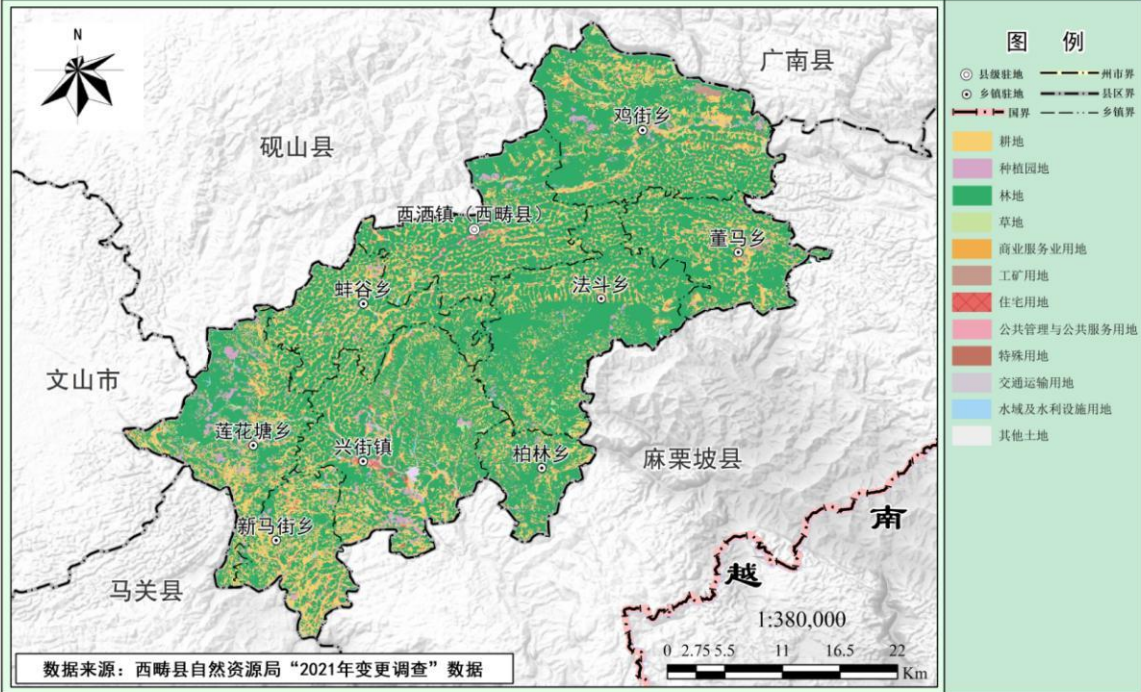 N
广南县
砚山县
鸡街乡
西洒镇（西畴县）
董马乡
法斗乡
蚌谷乡
文山市
莲花塘乡
兴街镇
柏林乡
麻栗坡县
新马街乡
南
越
马关县
1:380,000
0 2.75 5.5 11 16.5 22
Km
数据来源：西畴县自然资源局“2021年变更调查”数据
图 例
县级驻地 州市界
乡镇驻地 县区界
国界 乡镇界
耕地
种植园地
林地
草地
商业服务业用地
工矿用地
住宅用地
公共管理与公共服务用地
特殊用地
交通运输用地
水域及水利设施用地
其他土地